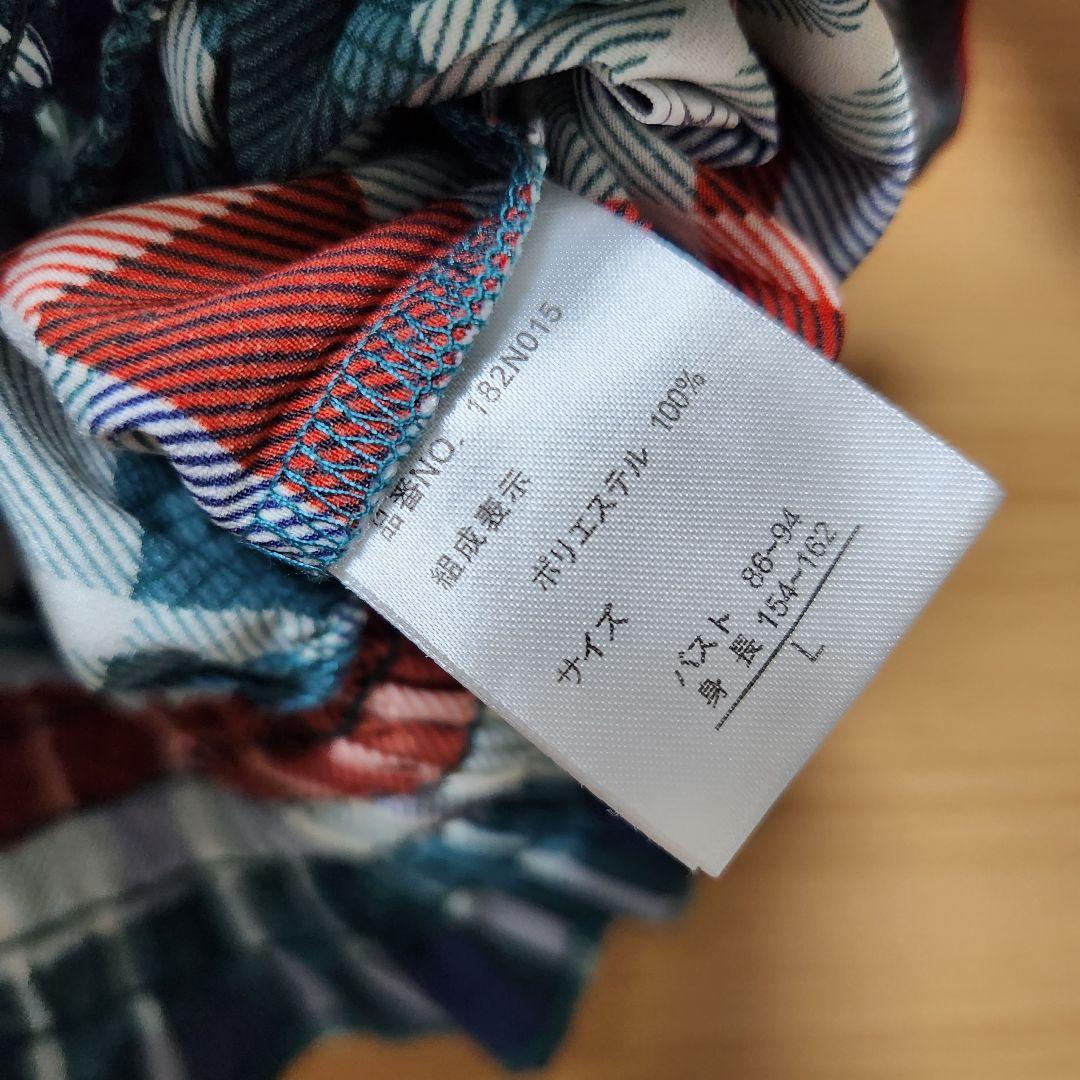 品番NO. 182N015
組成表示
ポリエステル 100%
サイズ
バスト 86~94
身 長 154~162
L